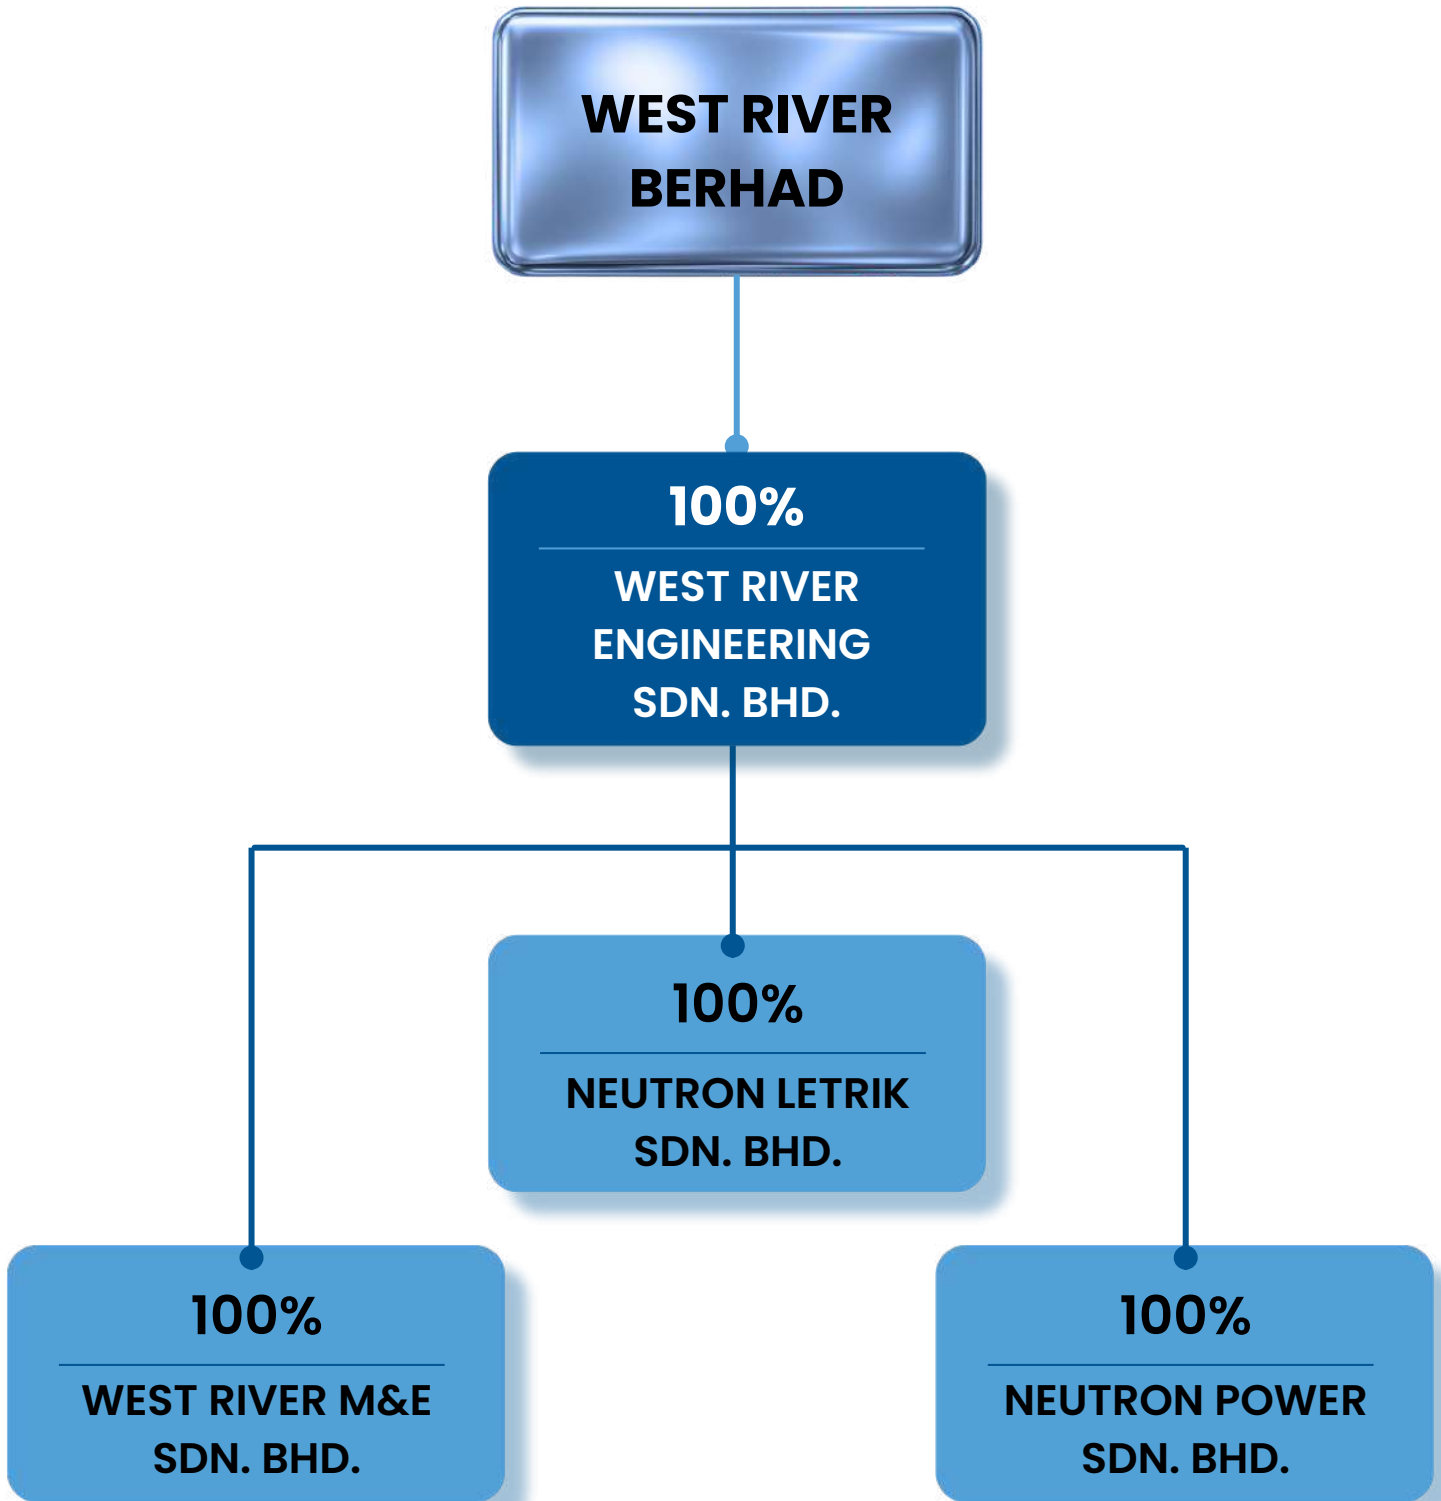 WEST RIVER
BERHAD
100%
WEST RIVER
ENGINEERING
SDN. BHD.
100%
NEUTRON LETRIK
SDN. BHD.
100%
WEST RIVER M&E
SDN. BHD.
100%
NEUTRON POWER
SDN. BHD.